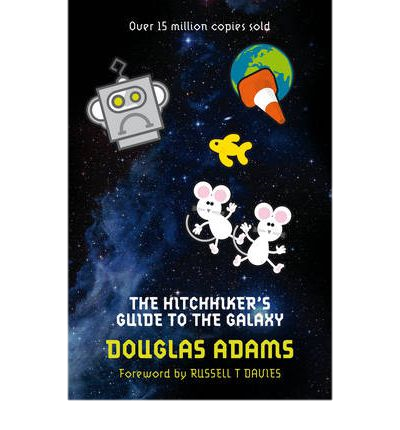 Over 15 million copies sold
THE HITCHHIKER'S
GUIDE TO THE GALAXY
DOUGLAS ADAMS
Foreword by RUSSELL T DAVIES